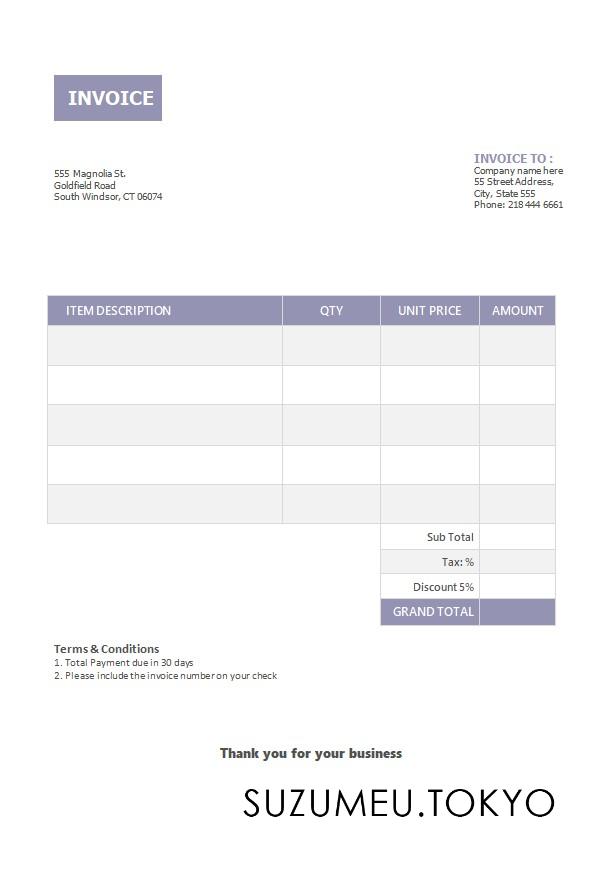 INVOICE
INVOICE TO :
555 Magnolia St.
Goldfield Road
South Windsor, CT 06074
Company name here
55 Street Address,
City, State 555
Phone: 218 444 6661
ITEM DESCRIPTION QTY UNIT PRICE AMOUNT
Sub Total
Tax: %
Discount 5%
GRAND TOTAL
Terms & Conditions
1. Total Payment due in 30 days
2. Please include the invoice number on your check
Thank you for your business
SUZUMEU.TOKYO